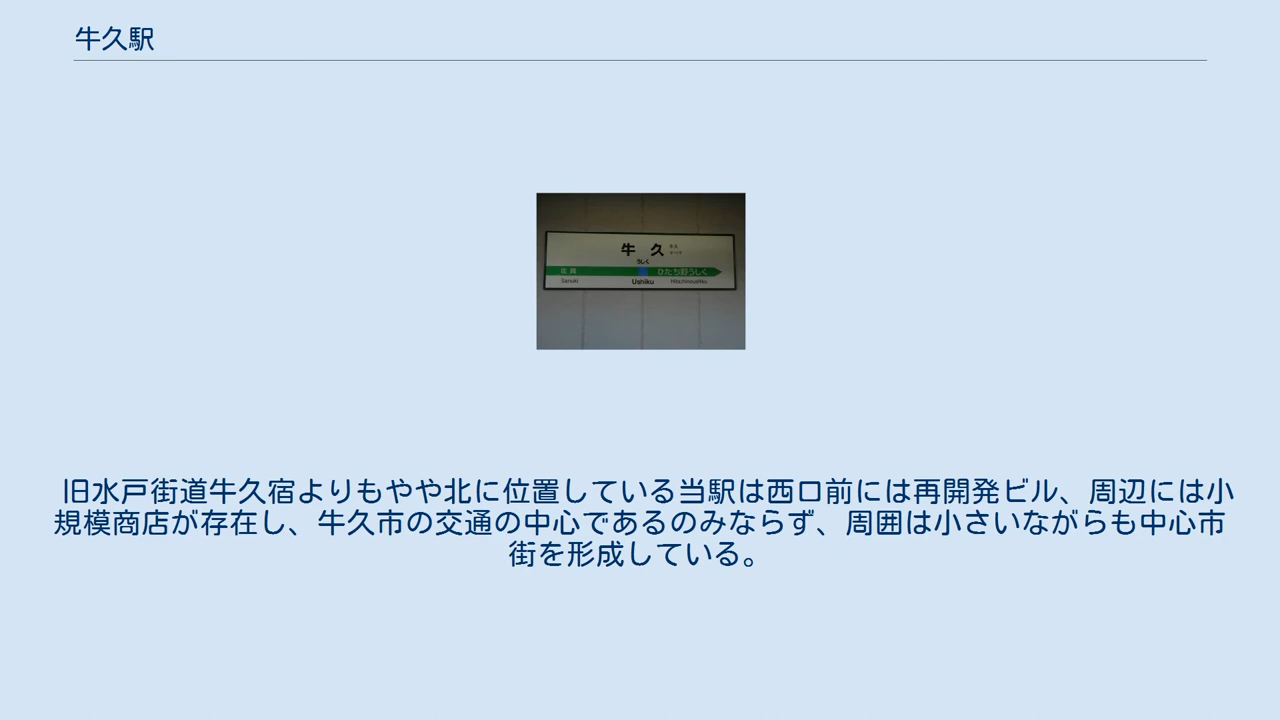 牛久駅
牛 久
うしく
佐貫 ひたち野うしく
Sanuki Ushiku Hitachinoushiku
旧水戸街道牛久宿よりもやや北に位置している当駅は西口前には再開発ビル、周辺には小
規模商店が存在し、牛久市の交通の中心であるのみならず、周囲は小さいながらも中心市
街を形成している。